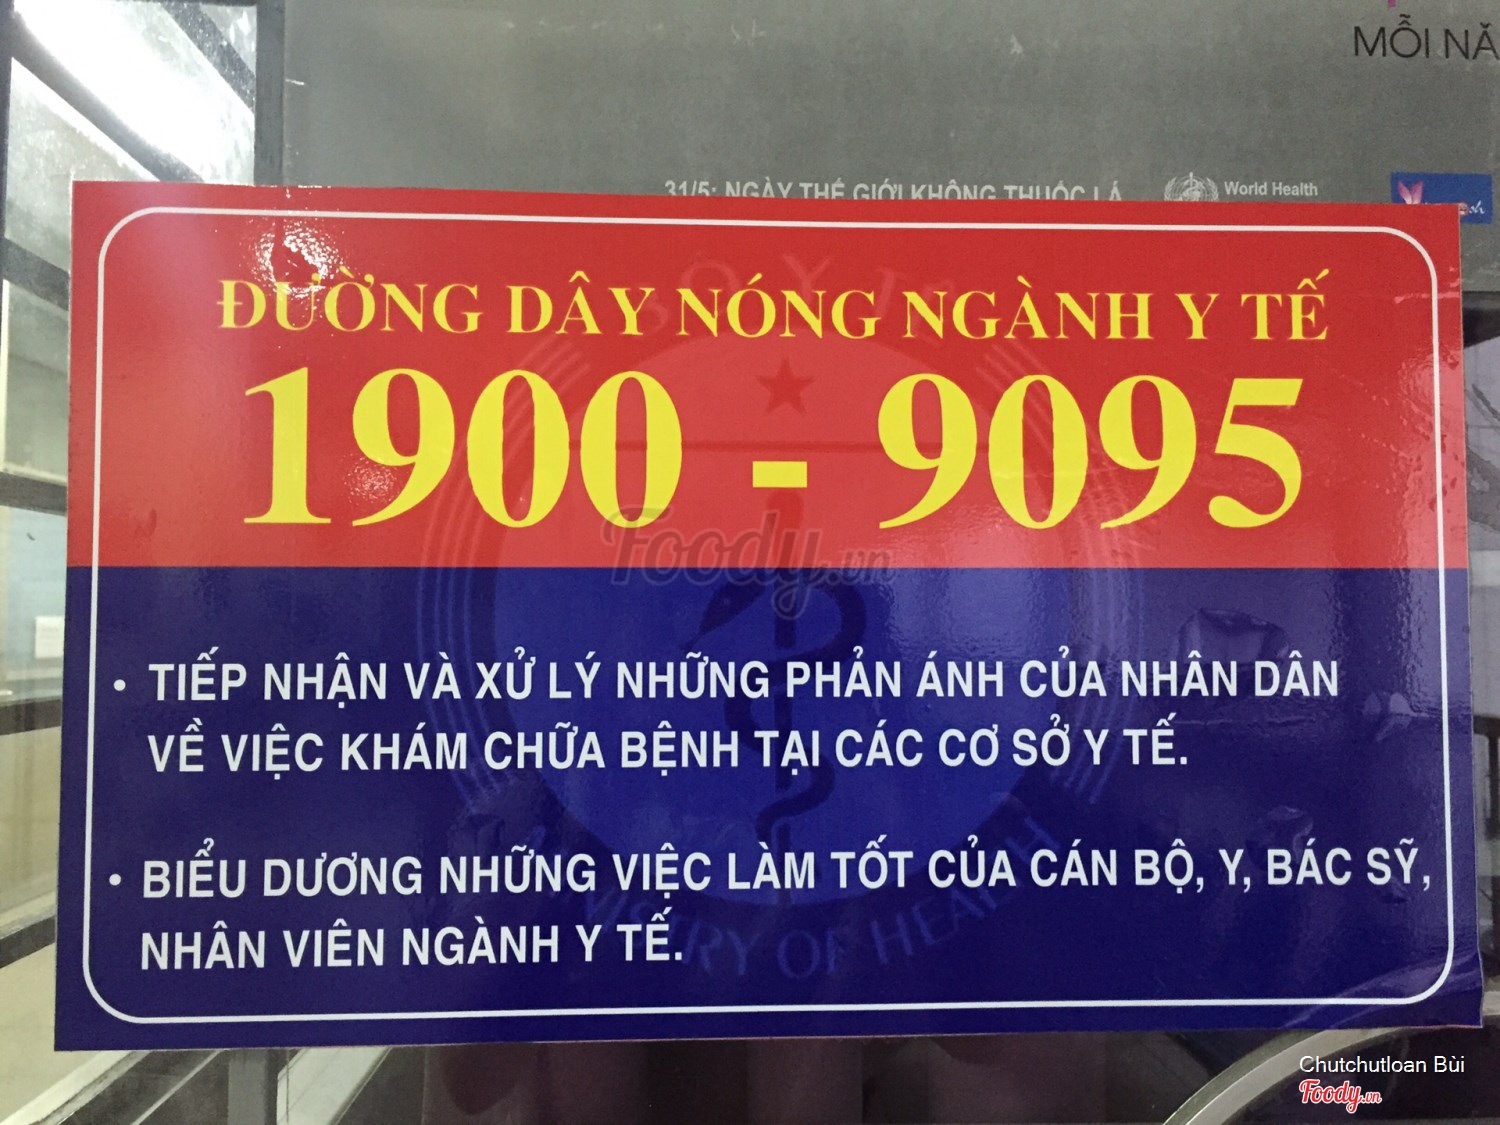 MỖI NĂ
31/5: NGÀY THẾ GIỚI KHÔNG THUỐC LÁ
World Health
ĐƯỜNG DÂY NÓNG NGÀNH Y TẾ
1900 - 9095
Foody.vn
• TIẾP NHẬN VÀ XỬ LÝ NHỮNG PHẢN ÁNH CỦA NHÂN DÂN
VỀ VIỆC KHÁM CHỮA BỆNH TẠI CÁC CƠ SỞ Y TẾ.
• BIỂU DƯƠNG NHỮNG VIỆC LÀM TỐT CỦA CÁN BỘ, Y, BÁC SỸ,
NHÂN VIÊN NGÀNH Y TẾ.
MINISTRY OF HEALTH
Chutchutloan Bùi
Foody.vn